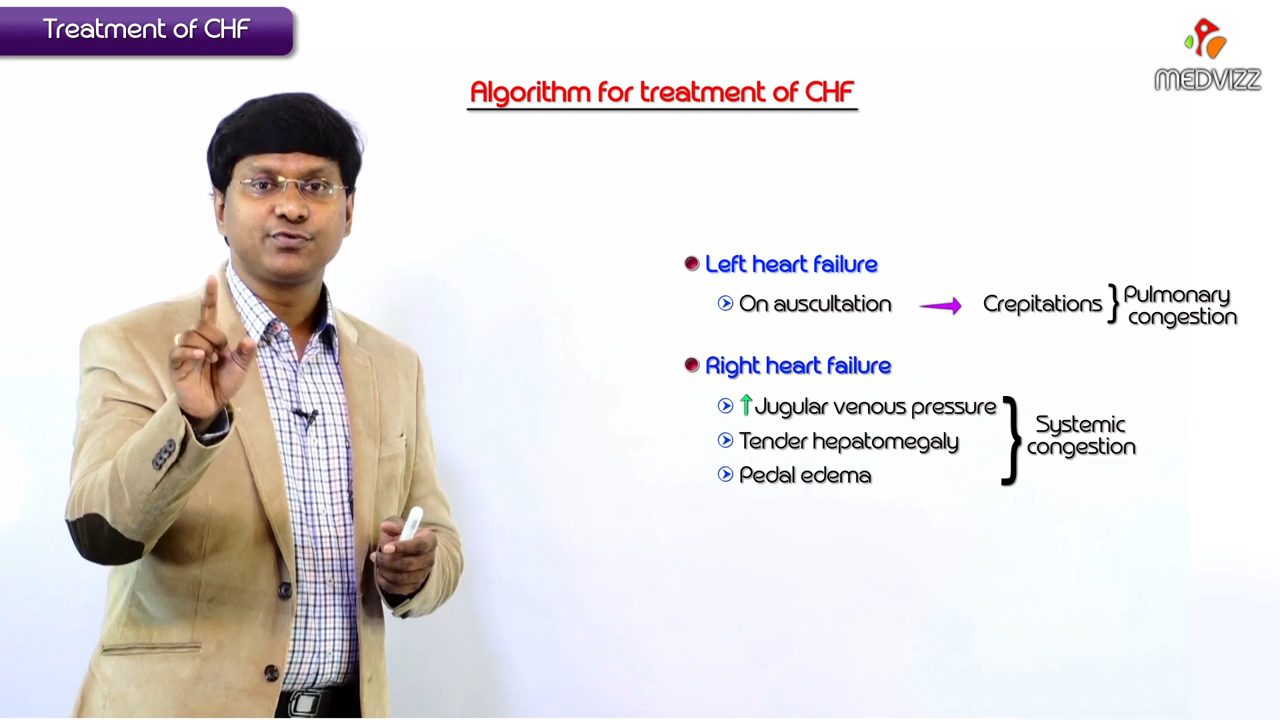 Treatment of CHF
MEDVIZZ
Algorithm for treatment of CHF
Left heart failure
On auscultation → Crepitations } Pulmonary
congestion
Right heart failure
↑ Jugular venous pressure
Tender hepatomegaly
Pedal edema
} Systemic
congestion